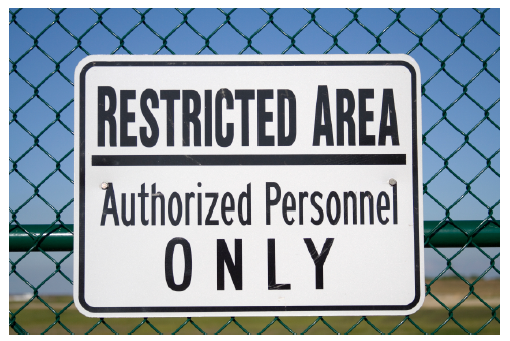 RESTRICTED AREA
Authorized Personnel
ONLY